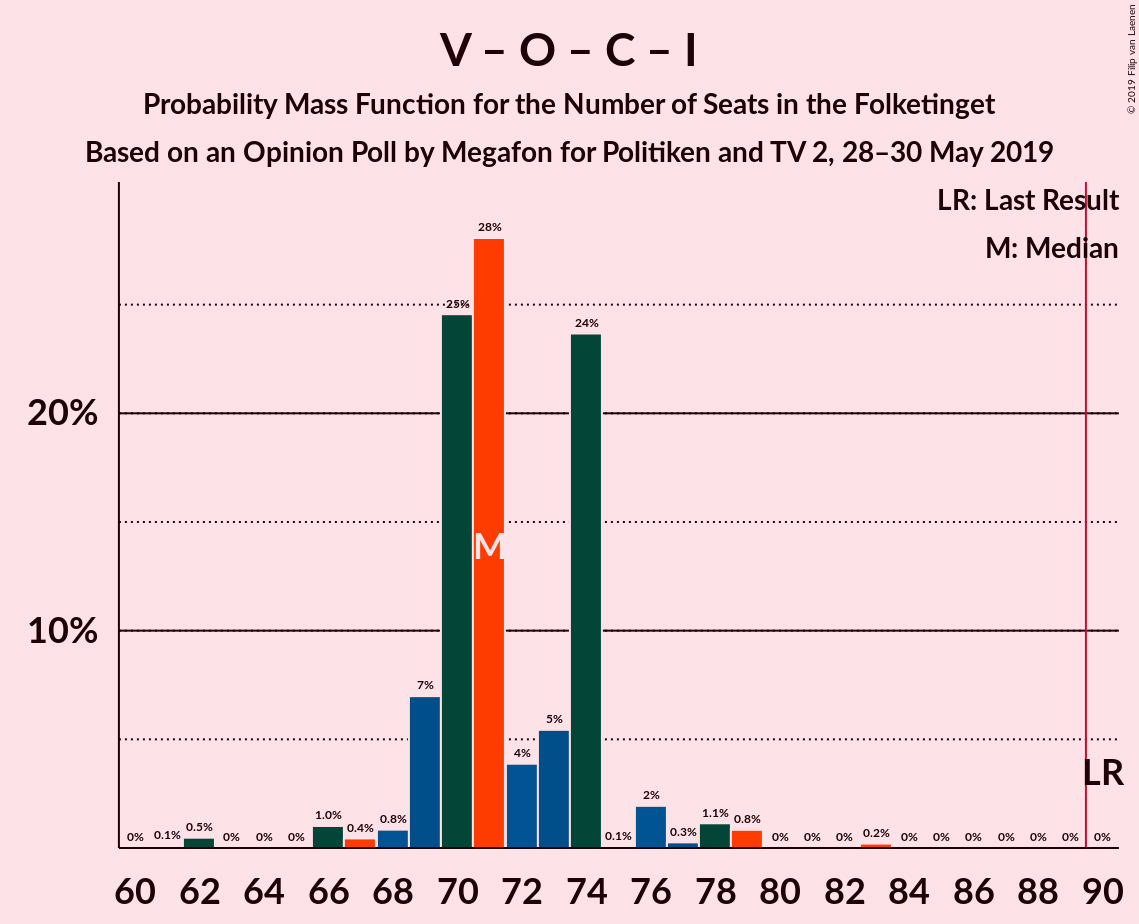 V – O – C – I
Probability Mass Function for the Number of Seats in the Folketinget
Based on an Opinion Poll by Megafon for Politiken and TV 2, 28–30 May 2019
© 2019 Filip van Laenen
LR: Last Result
M: Median
20%
10%
0% 0.1% 0.5% 0% 0% 0% 1.0% 0.4% 0.8% 7% 25% 28% 4% 5% 24% 0.1% 2% 0.3% 1.1% 0.8% 0% 0% 0% 0.2% 0% 0% 0% 0% 0% 0% 0%
M
LR
60 62 64 66 68 70 72 74 76 78 80 82 84 86 88 90